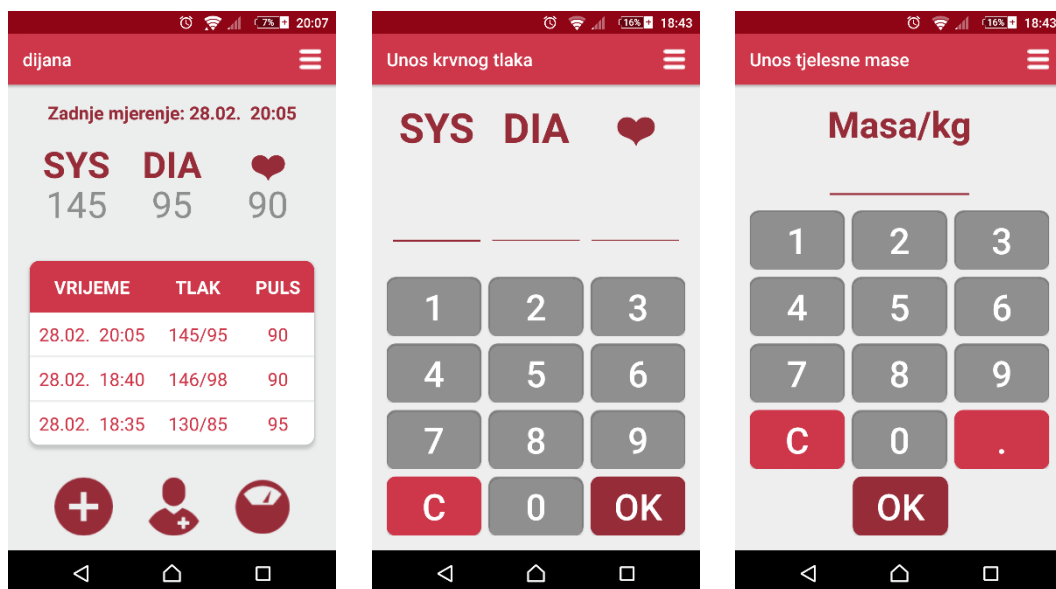 7% 20:07
dijana
Zadnje mjerenje: 28.02. 20:05
SYS DIA
145 95 90
VRIJEME TLAK PULS
28.02. 20:05 145/95 90
28.02. 18:40 146/98 90
28.02. 18:35 130/85 95
16% 18:43
Unos krvnog tlaka
SYS DIA
1 2 3
4 5 6
7 8 9
C 0 OK
16% 18:43
Unos tjelesne mase
Masa/kg
1 2 3
4 5 6
7 8 9
C 0 .
OK